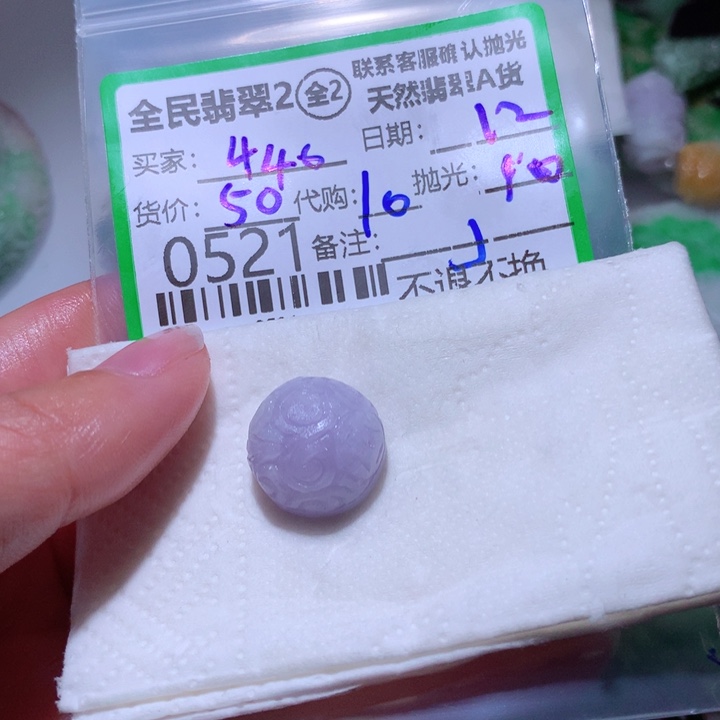 全民翡翠2 全2 联系客服确认抛光
天然翡翠A货
买家: 446 日期: 12
货价: 50 代购: 10 抛光: 90
0521 备注:
不退不换